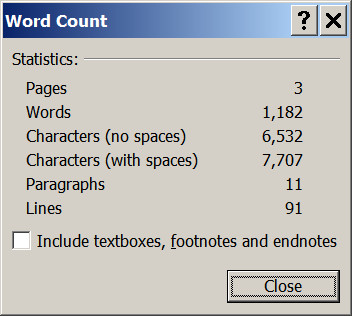 Word Count
Statistics:
Pages 3
Words 1,182
Characters (no spaces) 6,532
Characters (with spaces) 7,707
Paragraphs 11
Lines 91
Include textboxes, footnotes and endnotes
Close